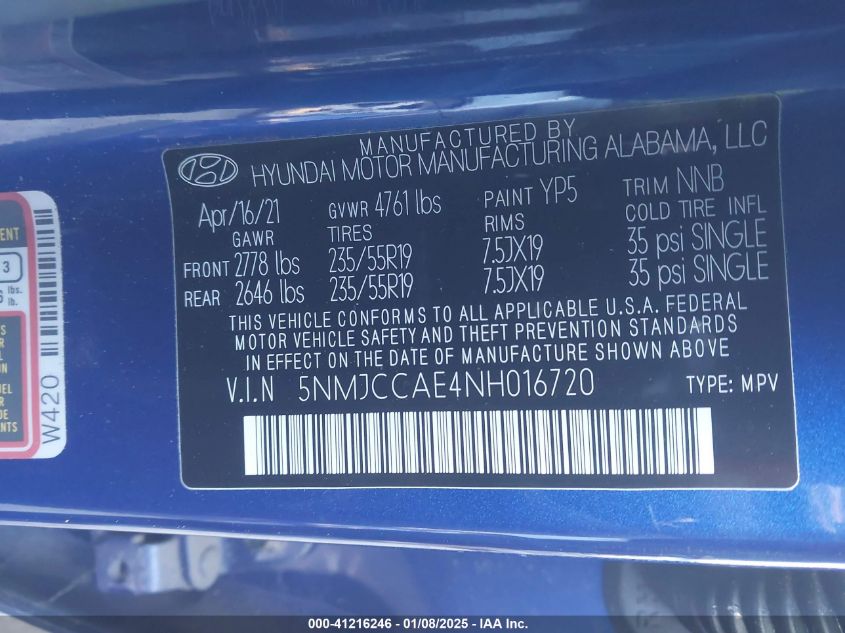 MANUFACTURED BY
HYUNDAI MOTOR MANUFACTURING ALABAMA, LLC
Apr/16/21 GVWR 4761 lbs PAINT YP5 TRIM NNB
GAWR TIRES RIMS COLD TIRE INFL
FRONT 2778 lbs 235/55R19 7.5JX19 35 psi SINGLE
REAR 2646 lbs 235/55R19 7.5JX19 35 psi SINGLE
THIS VEHICLE CONFORMS TO ALL APPLICABLE U.S.A. FEDERAL
MOTOR VEHICLE SAFETY AND THEFT PREVENTION STANDARDS
IN EFFECT ON THE DATE OF MANUFACTURE SHOWN ABOVE
V.I.N 5NMJCCAE4NH016720 TYPE: MPV
3
lbs.
lb.
W420
000-41216246 - 01/08/2025 - IAA Inc.